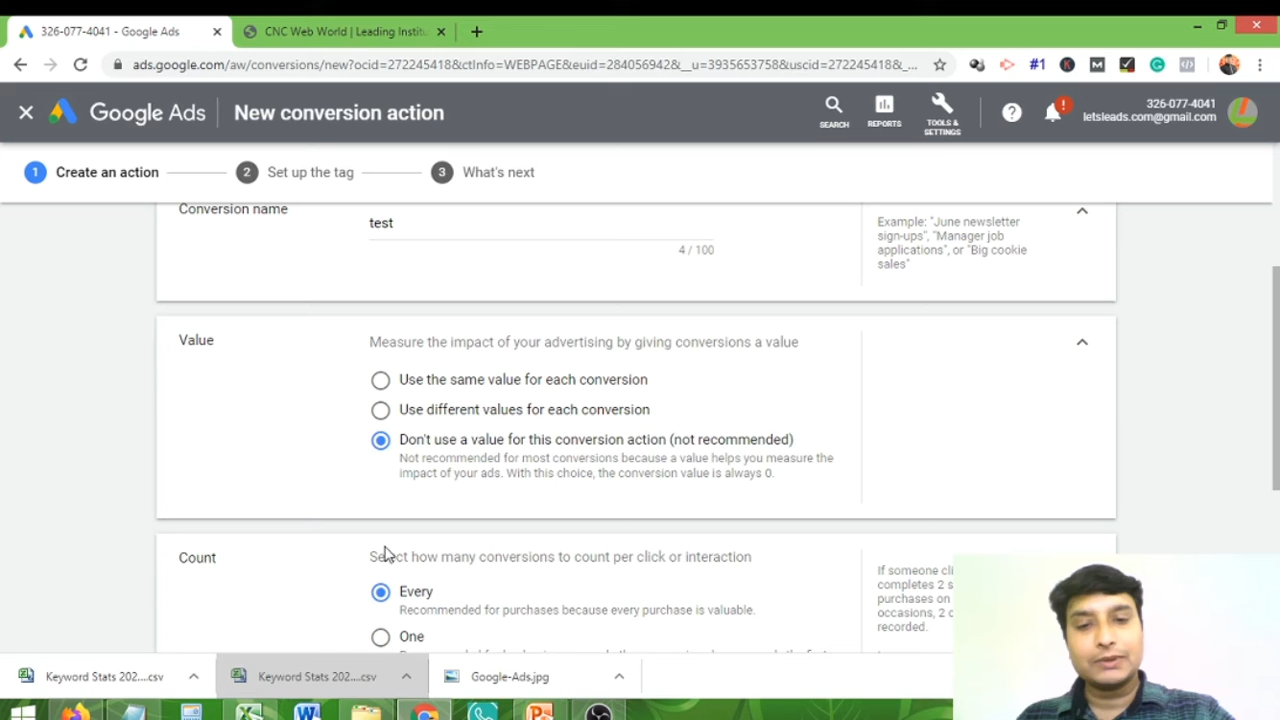 326-077-4041 - Google Ads
CNC Web World | Leading Institu
ads.google.com/aw/conversions/new?ocid=272245418&ctInfo=WEBPAGE&euid=284056942&__u=3935653758&uscid=272245418&_...
#1
Google Ads
New conversion action
SEARCH
REPORTS
TOOLS &
SETTINGS
326-077-4041
letsleads.com@gmail.com
1 Create an action
2 Set up the tag
3 What's next
Conversion name
test
4 / 100
Example: "June newsletter
sign-ups", "Manager job
applications", or "Big cookie
sales"
Value
Measure the impact of your advertising by giving conversions a value
Use the same value for each conversion
Use different values for each conversion
Don't use a value for this conversion action (not recommended)
Not recommended for most conversions because a value helps you measure the
impact of your ads. With this choice, the conversion value is always 0.
Count
Select how many conversions to count per click or interaction
Every
Recommended for purchases because every purchase is valuable.
One
If someone cli
completes 2 s
purchases on
occasions, 2 c
recorded.
Keyword Stats 202....csv
Keyword Stats 202....csv
Google-Ads.jpg